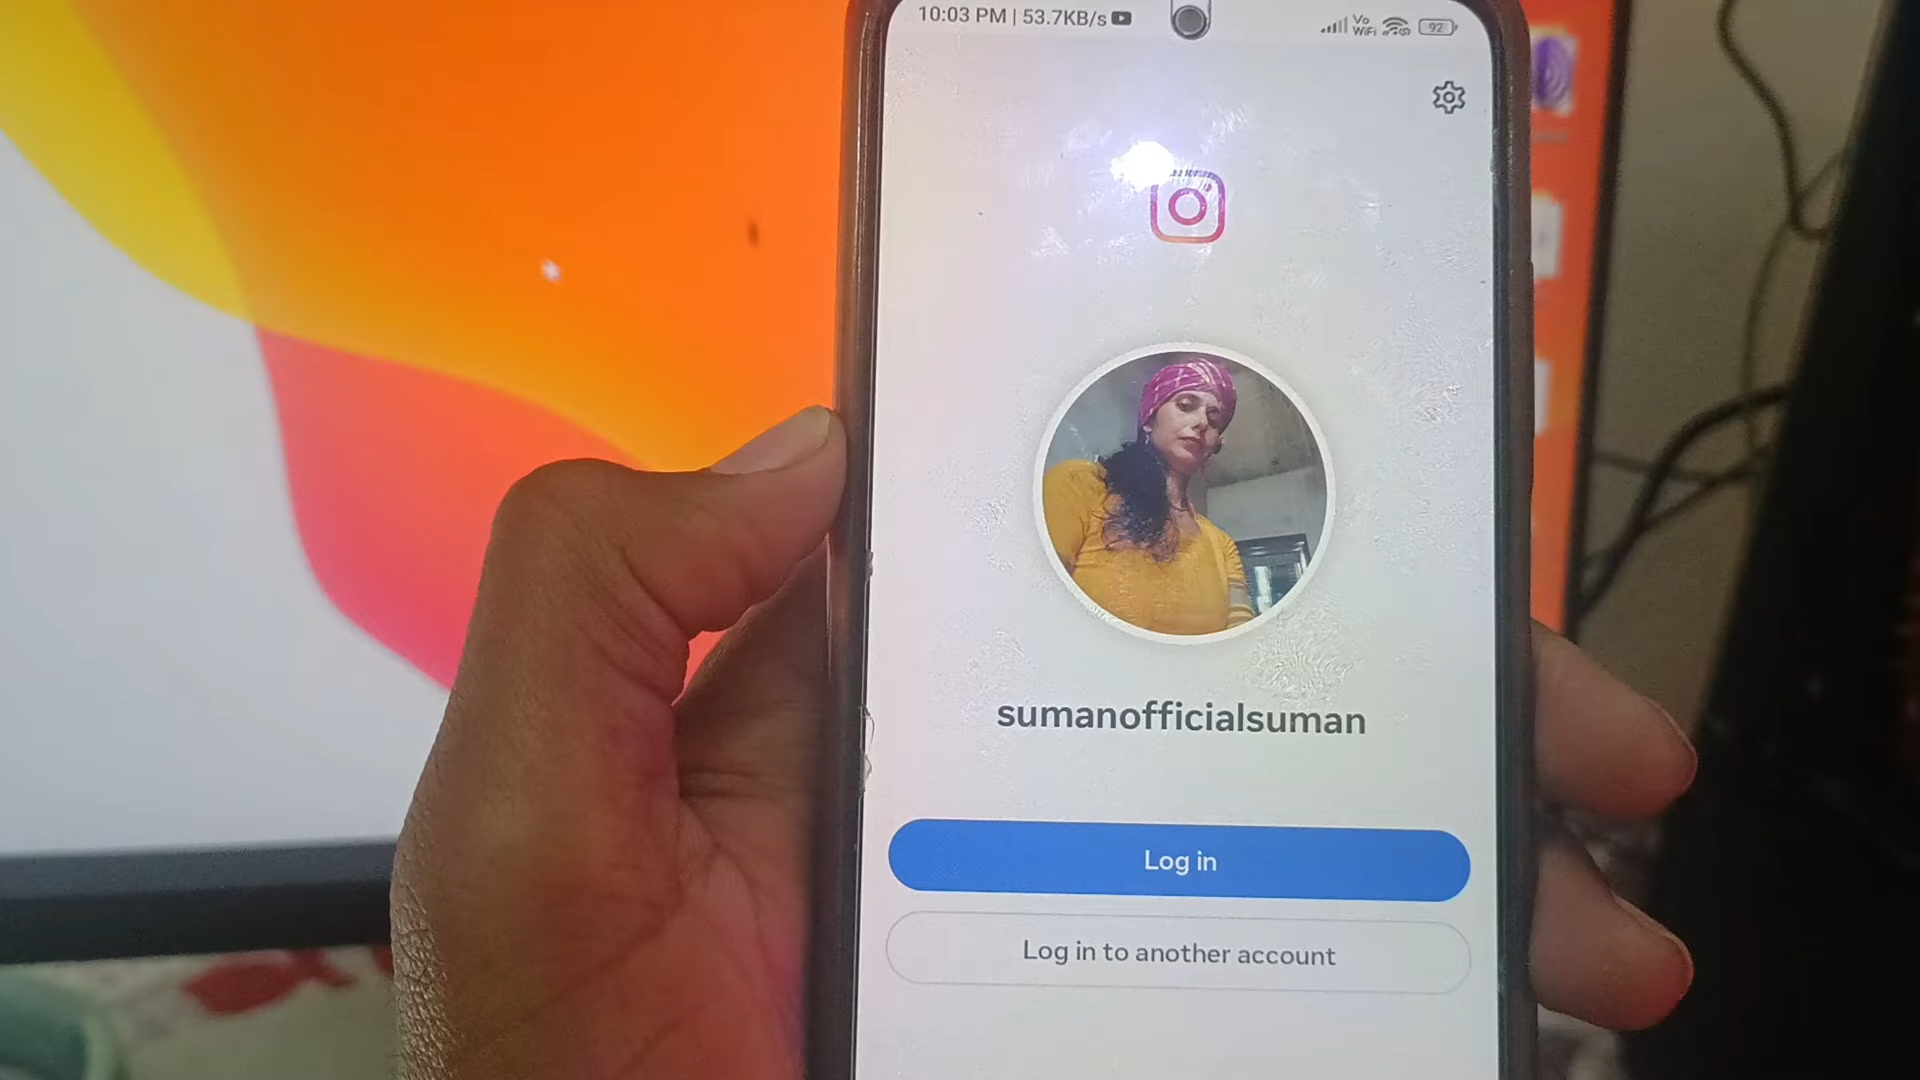 10:03 PM | 53.7KB/s
Vo
WiFi
92
sumanofficialsuman
Log in
Log in to another account